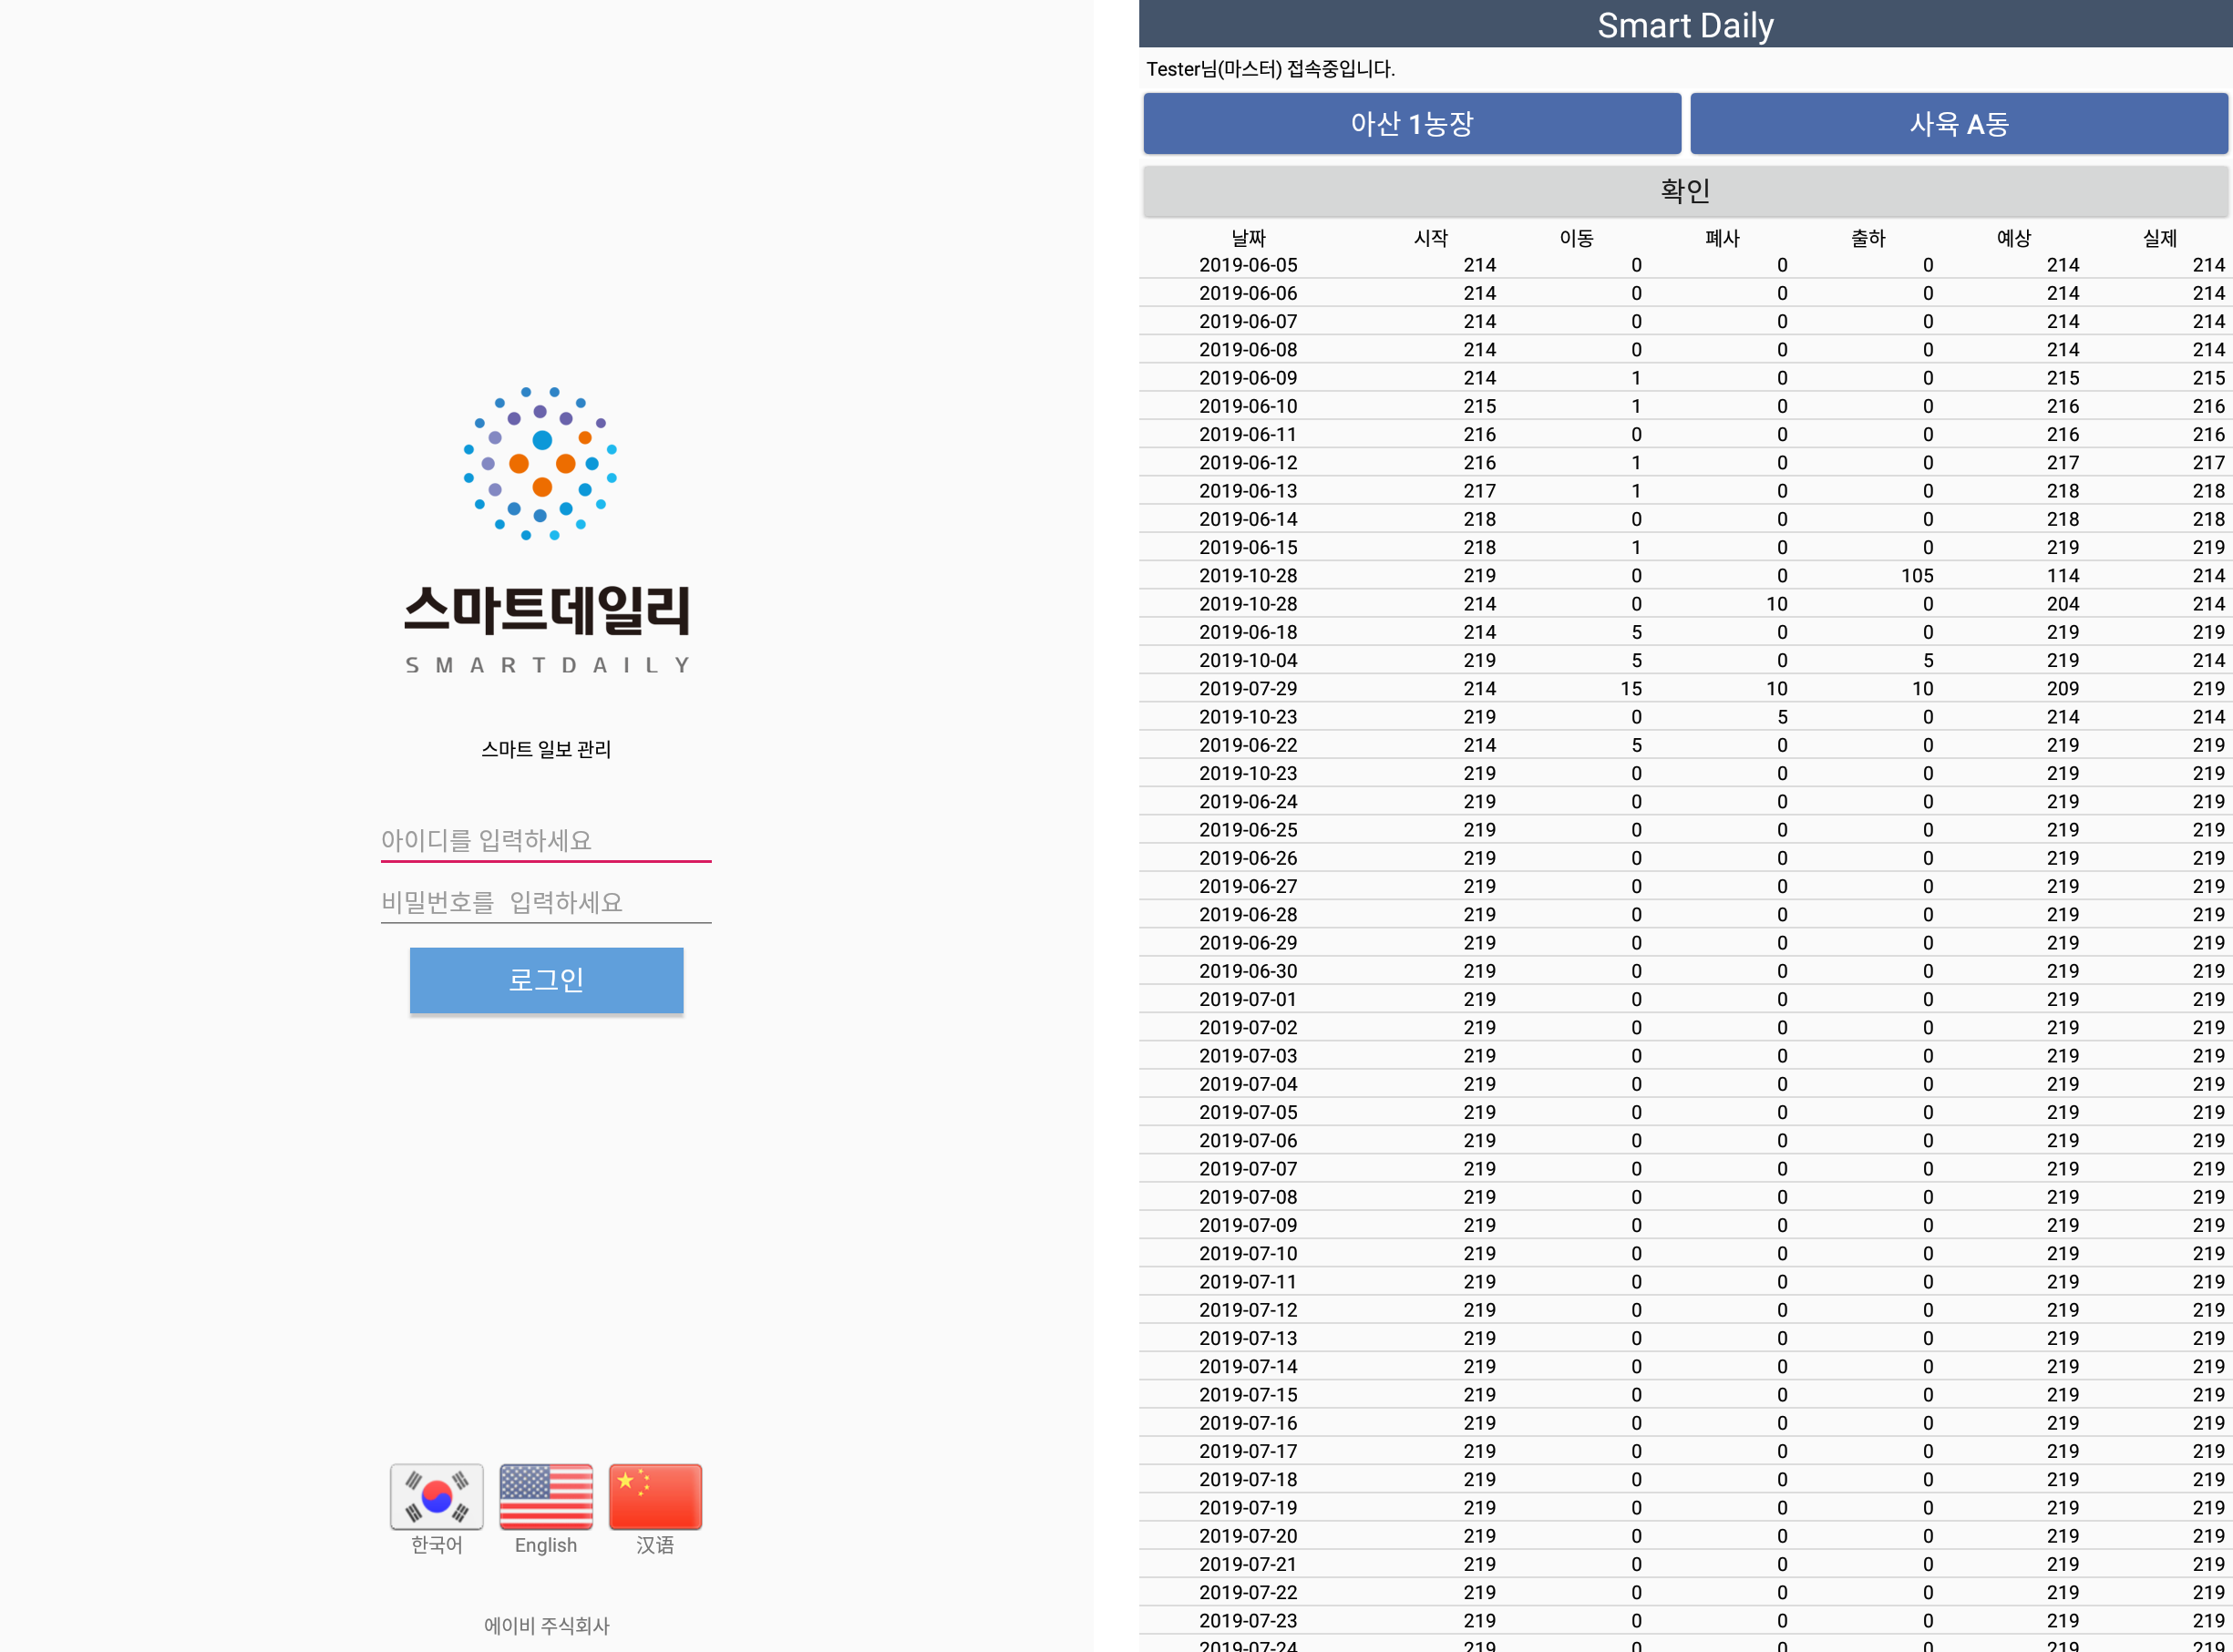 스마트데일리
SMARTDAILY
스마트 일보 관리
아이디를 입력하세요
비밀번호를 입력하세요
로그인
한국어 English 汉语
에이비 주식회사
Smart Daily
Tester님(마스터) 접속중입니다.
아산 1농장 사육 A동
확인
날짜 시작 이동 폐사 출하 예상 실제
2019-06-05 214 0 0 0 214 214
2019-06-06 214 0 0 0 214 214
2019-06-07 214 0 0 0 214 214
2019-06-08 214 0 0 0 214 214
2019-06-09 214 1 0 0 215 215
2019-06-10 215 1 0 0 216 216
2019-06-11 216 0 0 0 216 216
2019-06-12 216 1 0 0 217 217
2019-06-13 217 1 0 0 218 218
2019-06-14 218 0 0 0 218 218
2019-06-15 218 1 0 0 219 219
2019-10-28 219 0 0 105 114 214
2019-10-28 214 0 10 0 204 214
2019-06-18 214 5 0 0 219 219
2019-10-04 219 5 0 5 219 214
2019-07-29 214 15 10 10 209 219
2019-10-23 219 0 5 0 214 214
2019-06-22 214 5 0 0 219 219
2019-10-23 219 0 0 0 219 219
2019-06-24 219 0 0 0 219 219
2019-06-25 219 0 0 0 219 219
2019-06-26 219 0 0 0 219 219
2019-06-27 219 0 0 0 219 219
2019-06-28 219 0 0 0 219 219
2019-06-29 219 0 0 0 219 219
2019-06-30 219 0 0 0 219 219
2019-07-01 219 0 0 0 219 219
2019-07-02 219 0 0 0 219 219
2019-07-03 219 0 0 0 219 219
2019-07-04 219 0 0 0 219 219
2019-07-05 219 0 0 0 219 219
2019-07-06 219 0 0 0 219 219
2019-07-07 219 0 0 0 219 219
2019-07-08 219 0 0 0 219 219
2019-07-09 219 0 0 0 219 219
2019-07-10 219 0 0 0 219 219
2019-07-11 219 0 0 0 219 219
2019-07-12 219 0 0 0 219 219
2019-07-13 219 0 0 0 219 219
2019-07-14 219 0 0 0 219 219
2019-07-15 219 0 0 0 219 219
2019-07-16 219 0 0 0 219 219
2019-07-17 219 0 0 0 219 219
2019-07-18 219 0 0 0 219 219
2019-07-19 219 0 0 0 219 219
2019-07-20 219 0 0 0 219 219
2019-07-21 219 0 0 0 219 219
2019-07-22 219 0 0 0 219 219
2019-07-23 219 0 0 0 219 219
2019-07-24 219 0 0 0 219 219